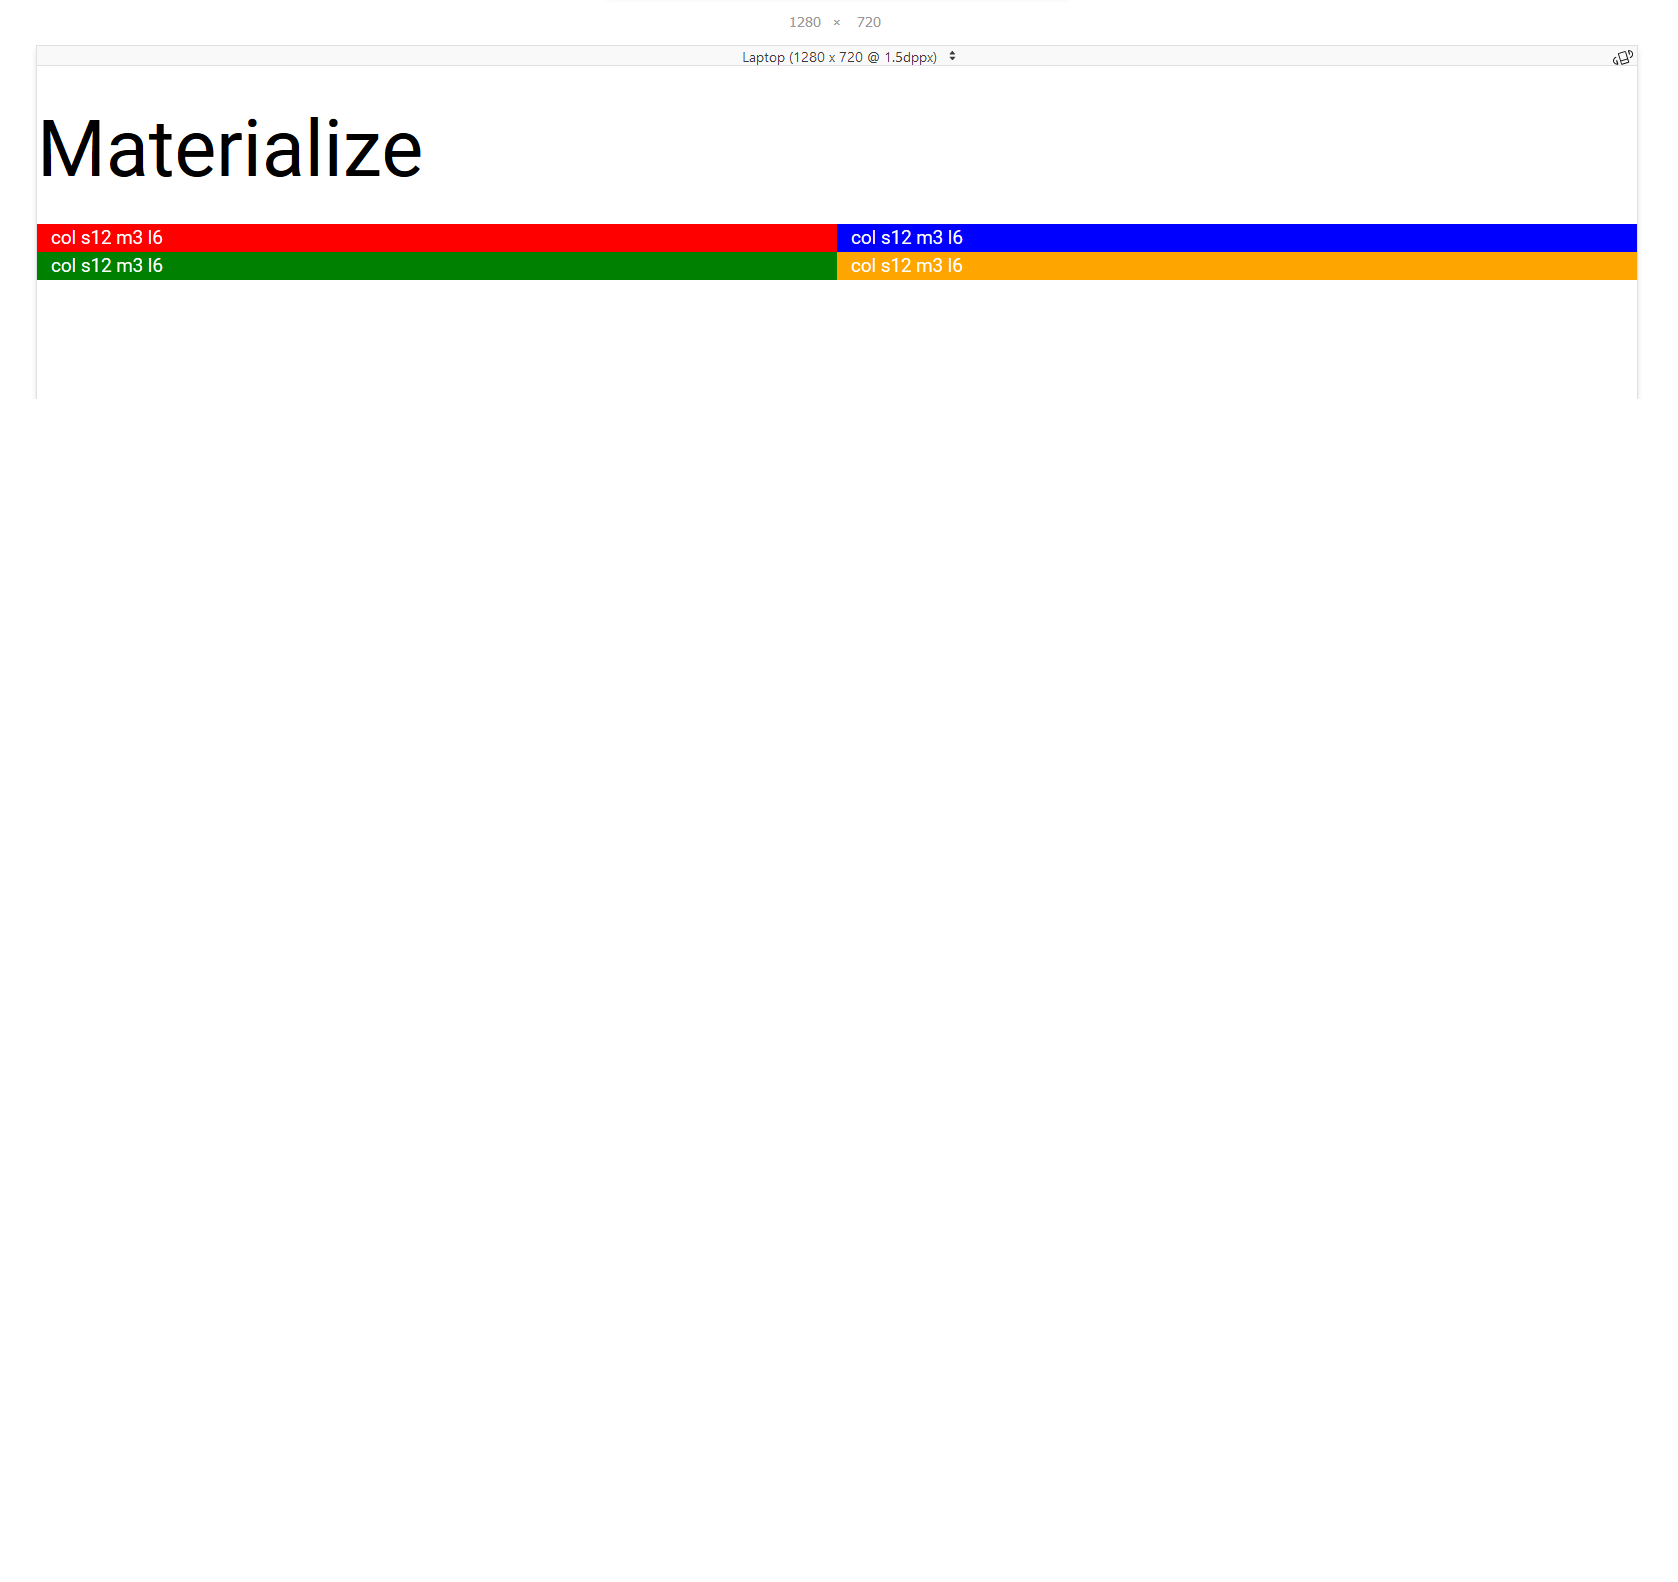 1280 × 720
Laptop (1280 x 720 @ 1.5dppx)
Materialize
col s12 m3 l6 col s12 m3 l6
col s12 m3 l6 col s12 m3 l6